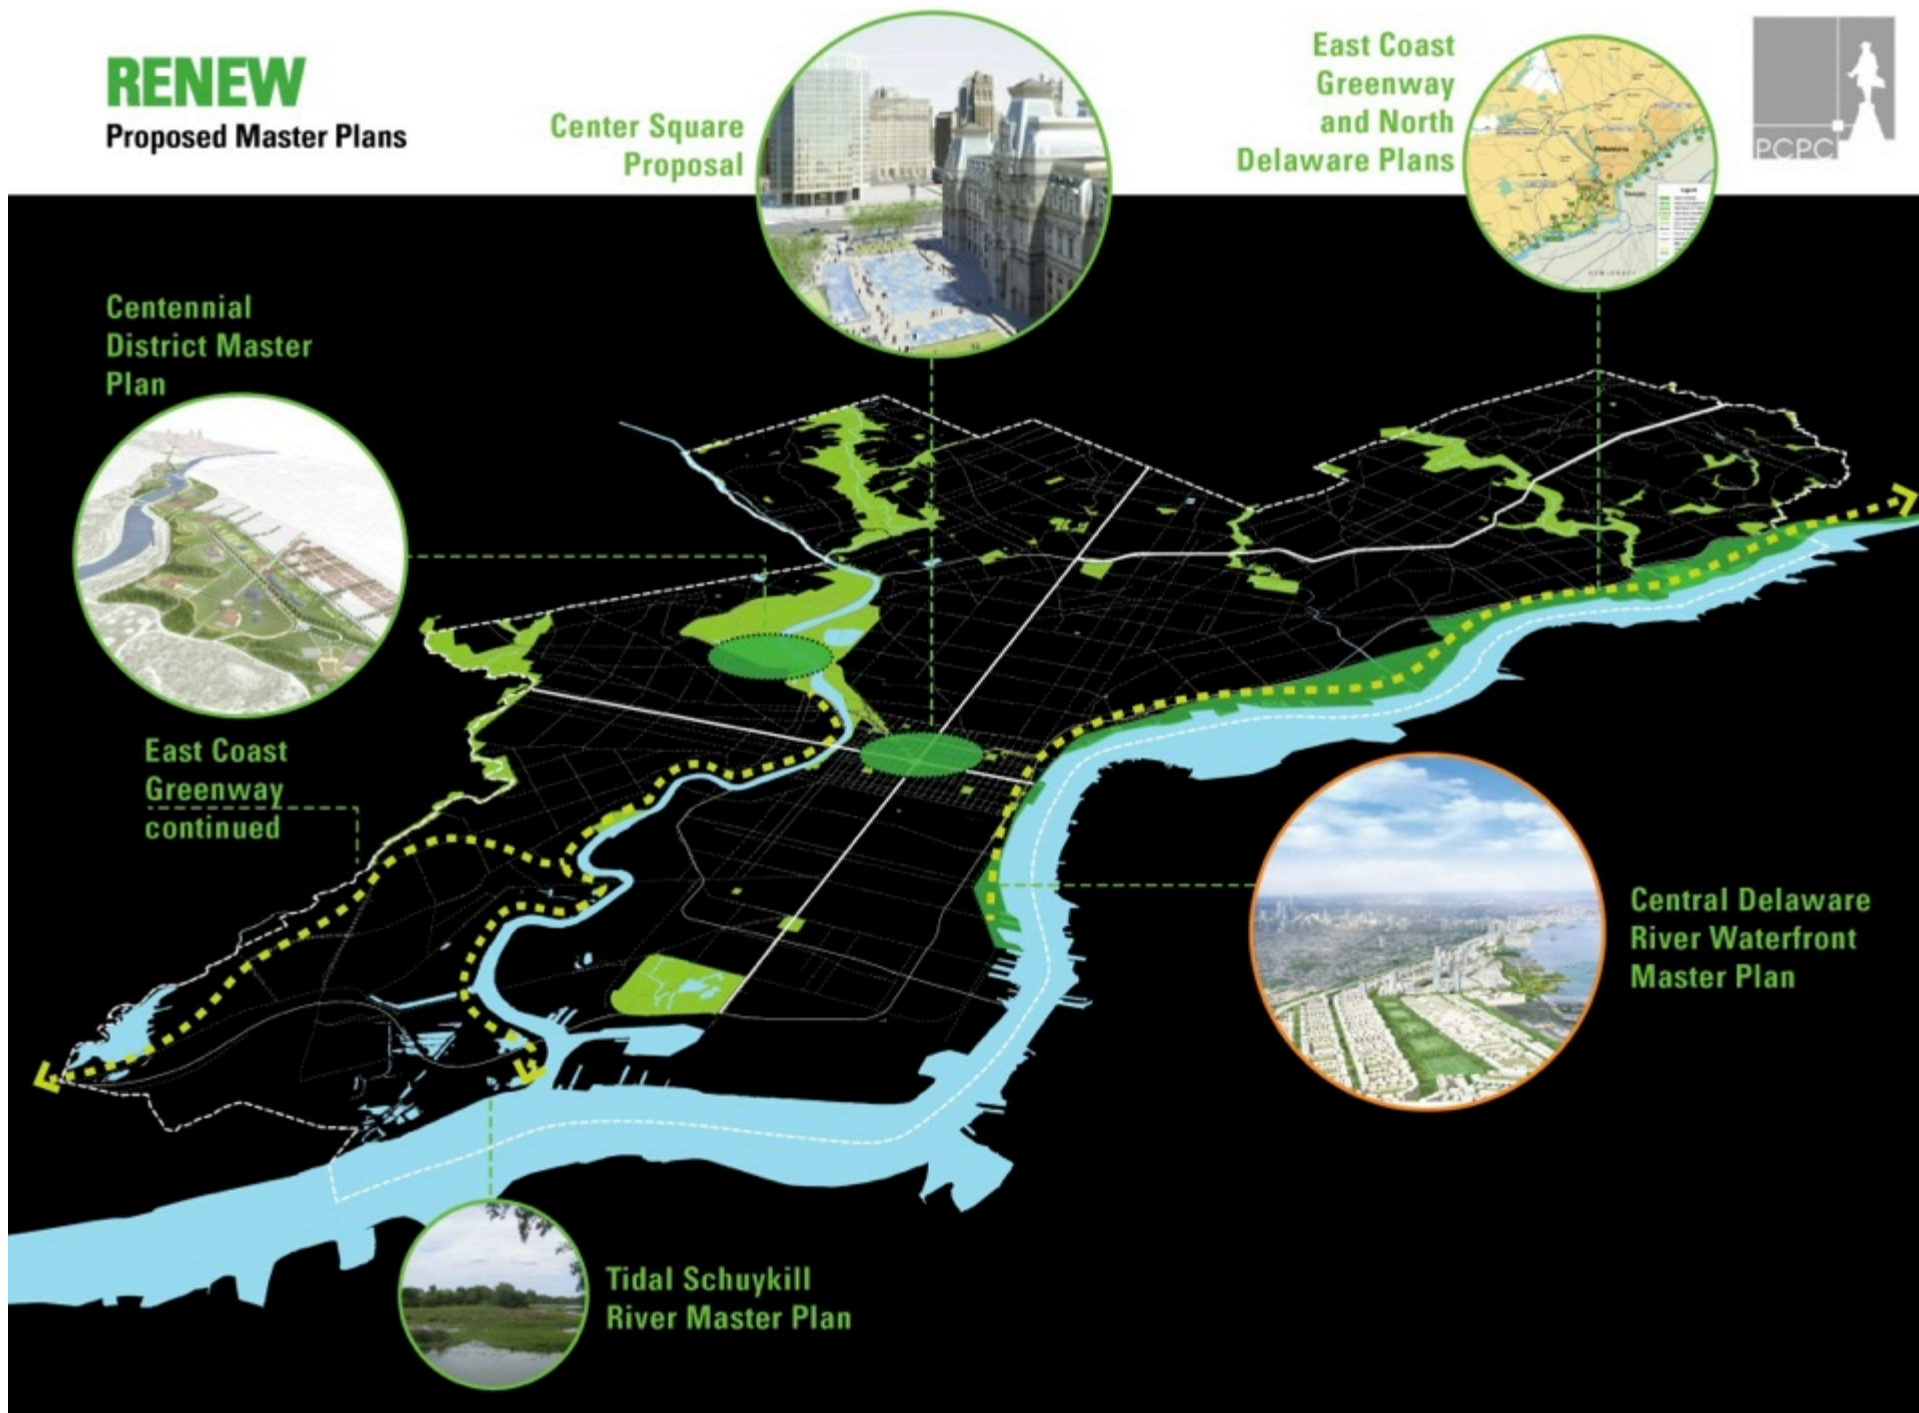 RENEW
Proposed Master Plans
Center Square
Proposal
East Coast
Greenway
and North
Delaware Plans
PCPC
Centennial
District Master
Plan
East Coast
Greenway
continued
Central Delaware
River Waterfront
Master Plan
Tidal Schuykill
River Master Plan